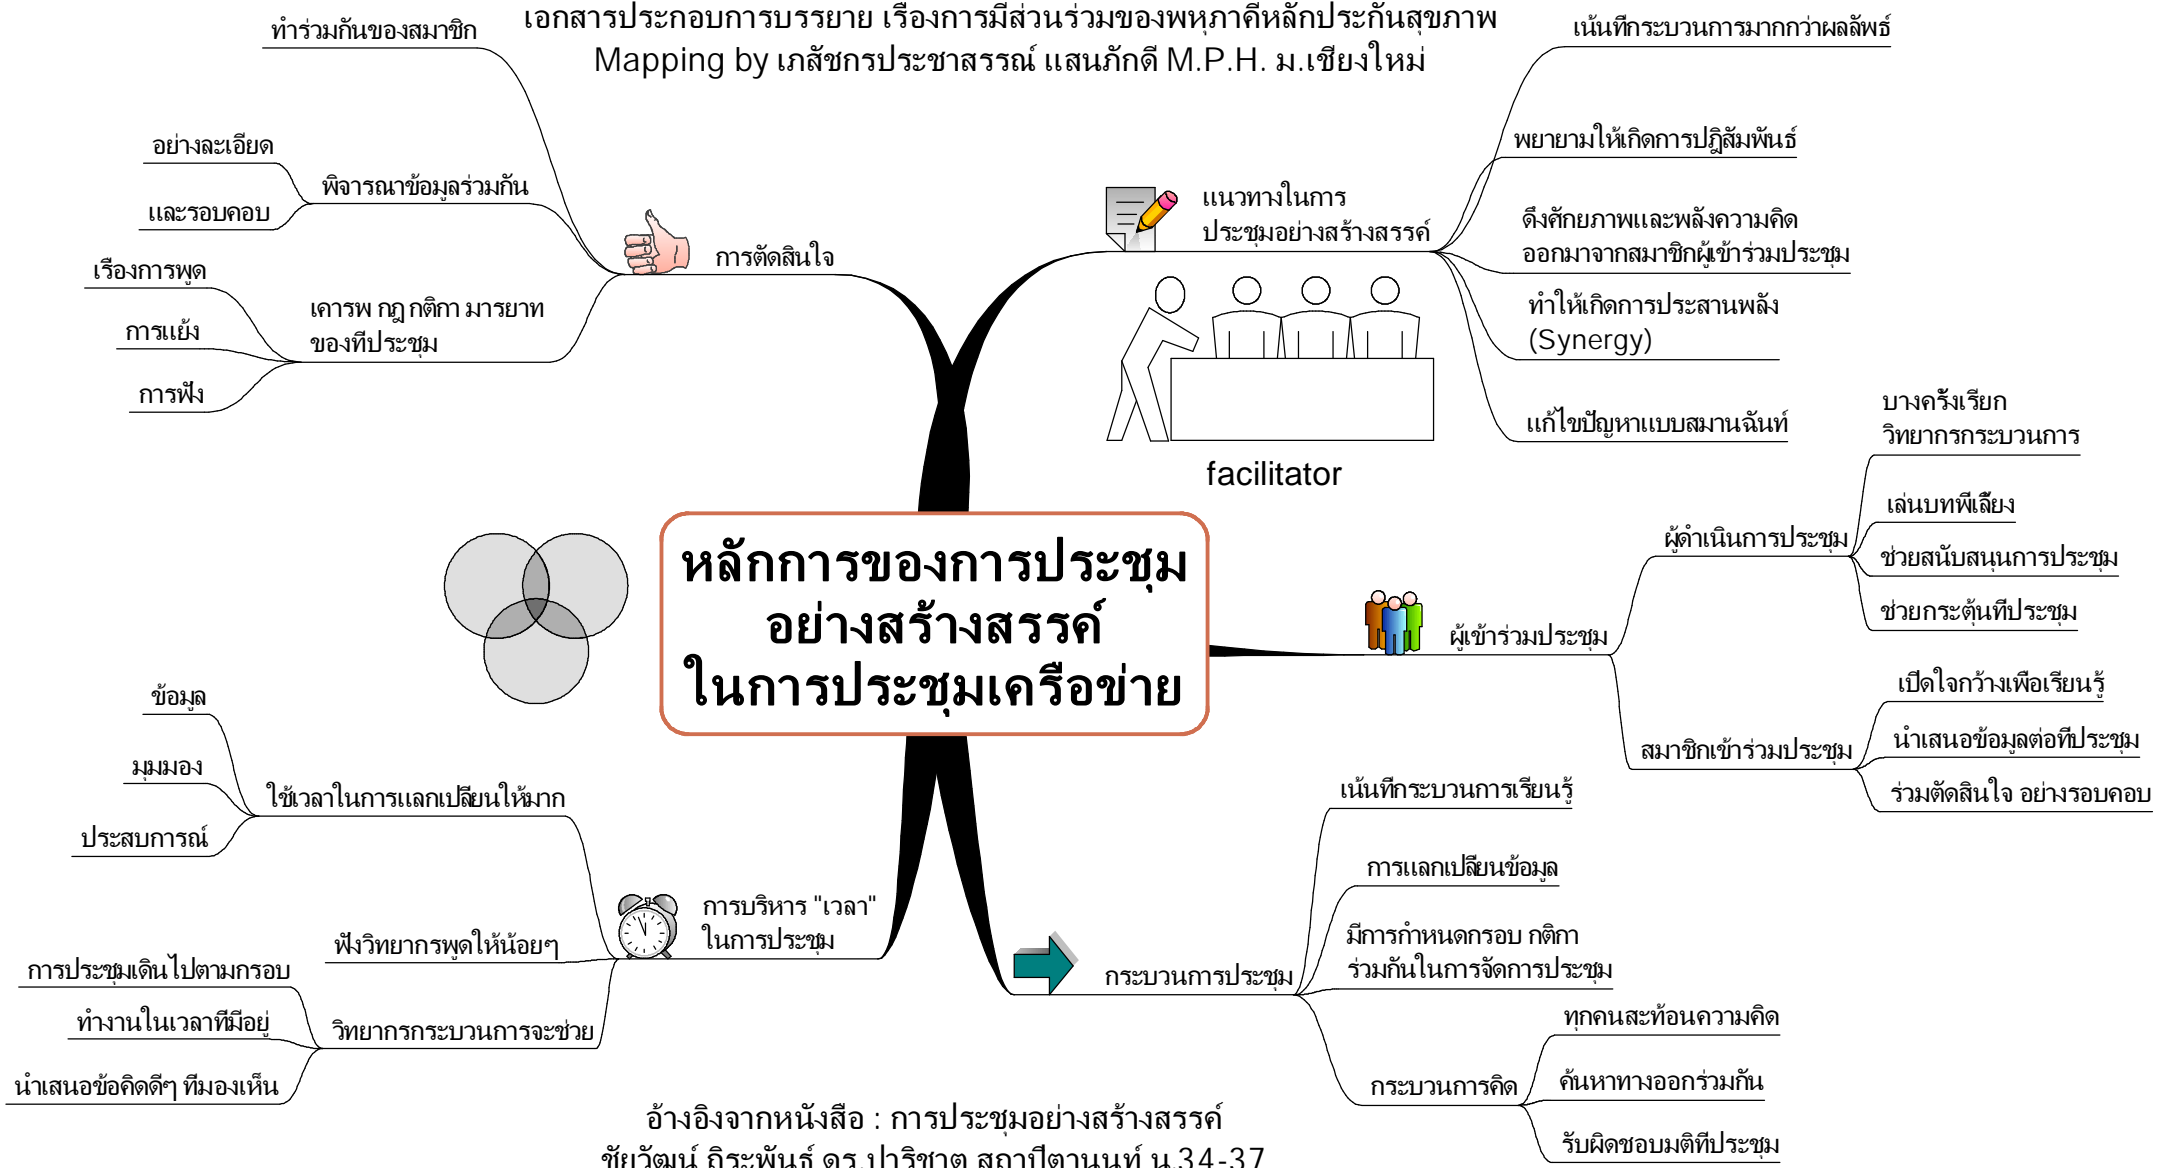 เอกสารประกอบการบรรยาย เรื่องการมีส่วนร่วมของพหุภาคีหลักประกันสุขภาพ
Mapping by เภสัชกรประชาสรรณ์ แสนภักดี M.P.H. ม.เชียงใหม่
แนวทางในการ
ประชุมอย่างสร้างสรรค์
เน้นที่กระบวนการมากกว่าผลลัพธ์
พยายามให้เกิดการปฎิสัมพันธ์
ดึงศักยภาพและพลังความคิด
ออกมาจากสมาชิกผู้เข้าร่วมประชุม
ทำให้เกิดการประสานพลัง
(Synergy)
แก้ไขปัญหาแบบสมานฉันท์
facilitator
หลักการของการประชุม
อย่างสร้างสรรค์
ในการประชุมเครือข่าย
ผู้เข้าร่วมประชุม
ผู้ดำเนินการประชุม
บางครั้งเรียก
วิทยากรกระบวนการ
เล่นบทพี่เลี้ยง
ช่วยสนับสนุนการประชุม
ช่วยกระตุ้นที่ประชุม
สมาชิกเข้าร่วมประชุม
เปิดใจกว้างเพื่อเรียนรู้
นำเสนอข้อมูลต่อที่ประชุม
ร่วมตัดสินใจ อย่างรอบคอบ
กระบวนการประชุม
เน้นที่กระบวนการเรียนรู้
การแลกเปลี่ยนข้อมูล
มีการกำหนดกรอบ กติกา
ร่วมกันในการจัดการประชุม
กระบวนการคิด
ทุกคนสะท้อนความคิด
ค้นหาทางออกร่วมกัน
รับผิดชอบมติที่ประชุม
การบริหาร "เวลา"
ในการประชุม
ใช้เวลาในการแลกเปลี่ยนให้มาก
ข้อมูล
มุมมอง
ประสบการณ์
ฟังวิทยากรพูดให้น้อยๆ
วิทยากรกระบวนการจะช่วย
การประชุมเดินไปตามกรอบ
ทำงานในเวลาที่มีอยู่
นำเสนอข้อคิดดีๆ ที่มองเห็น
การตัดสินใจ
ทำร่วมกันของสมาชิก
พิจารณาข้อมูลร่วมกัน
อย่างละเอียด
และรอบคอบ
เคารพ กฎ กติกา มารยาท
ของที่ประชุม
เรื่องการพูด
การแย้ง
การฟัง
อ้างอิงจากหนังสือ : การประชุมอย่างสร้างสรรค์
ชัยวัฒน์ ถิระพันธุ์ ดร.ปาริชาต สถาปิตานนท์ น.34-37